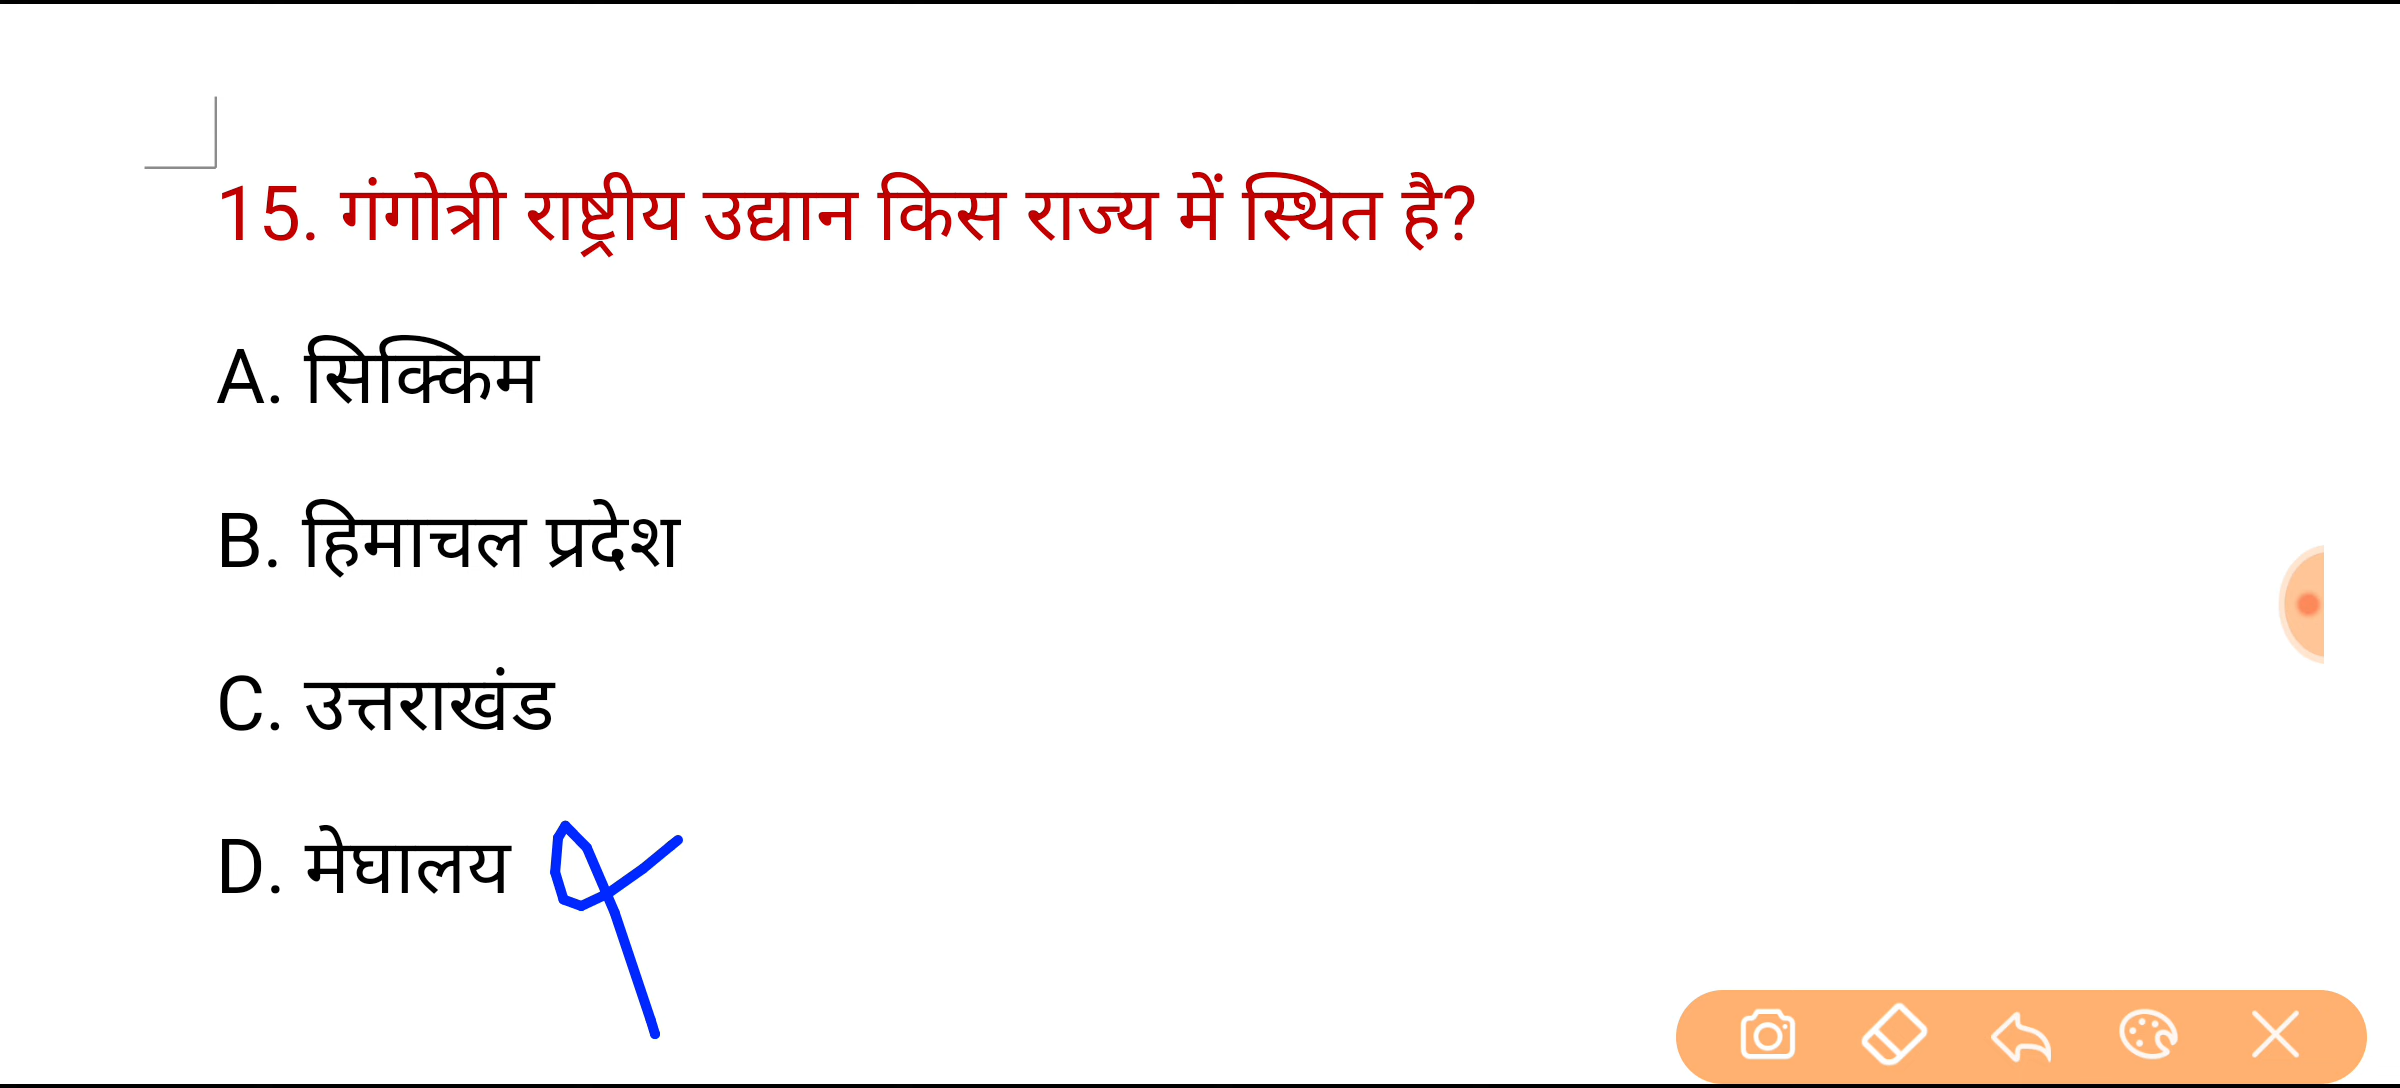 15. गंगोत्री राष्ट्रीय उद्यान किस राज्य में स्थित है?
A. सिक्किम
B. हिमाचल प्रदेश
C. उत्तराखंड
D. मेघालय